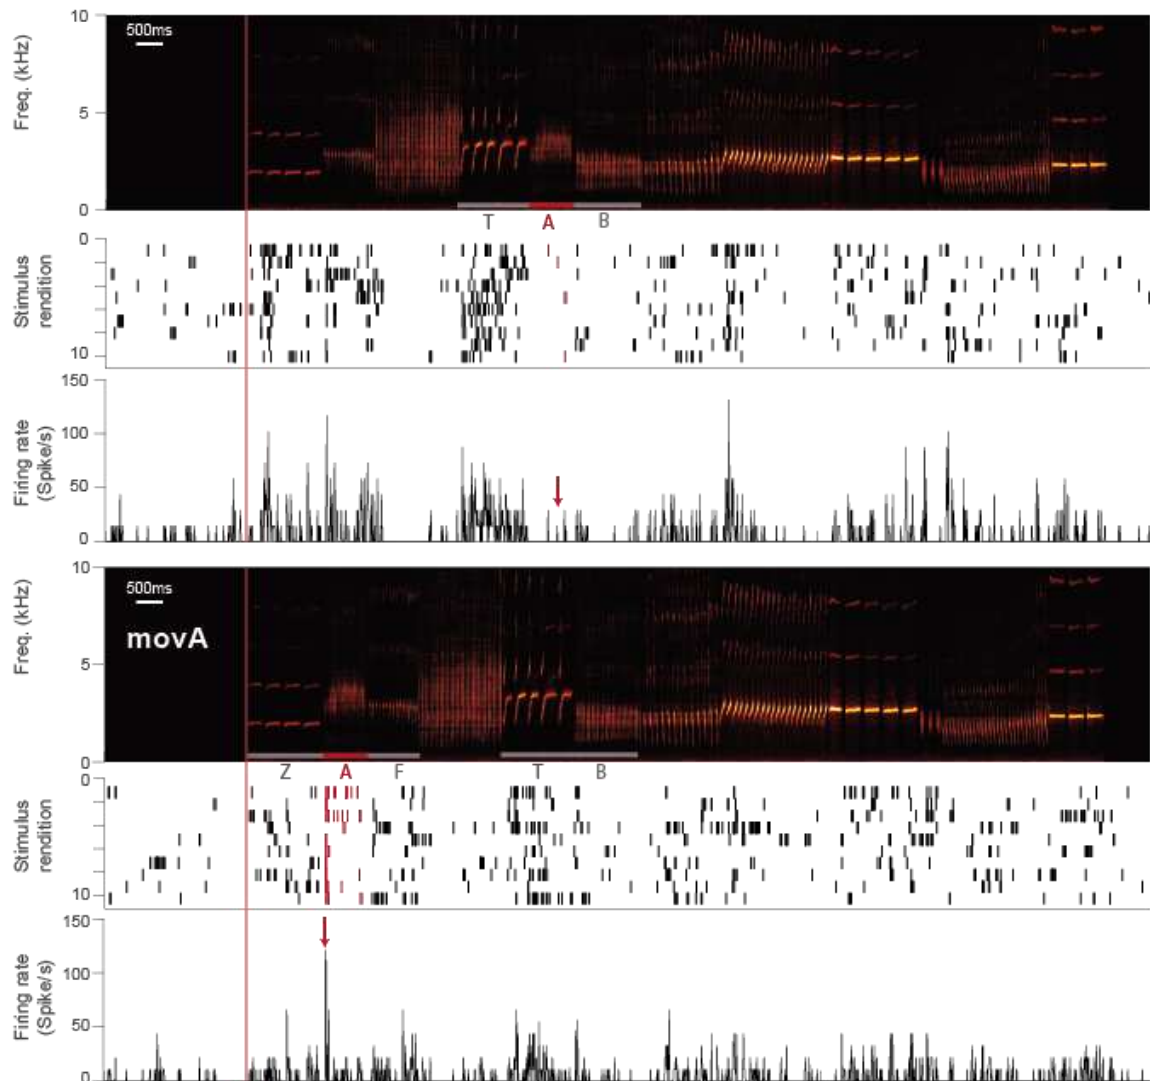 10
500ms
Freq. (kHz)
5
0
T A B
0
Stimulus
rendition
10
150
Firing rate
(Spike/s)
100
50
0
10
500ms
movA
Freq. (kHz)
5
0
Z A F T B
0
Stimulus
rendition
10
150
Firing rate
(Spike/s)
100
50
0